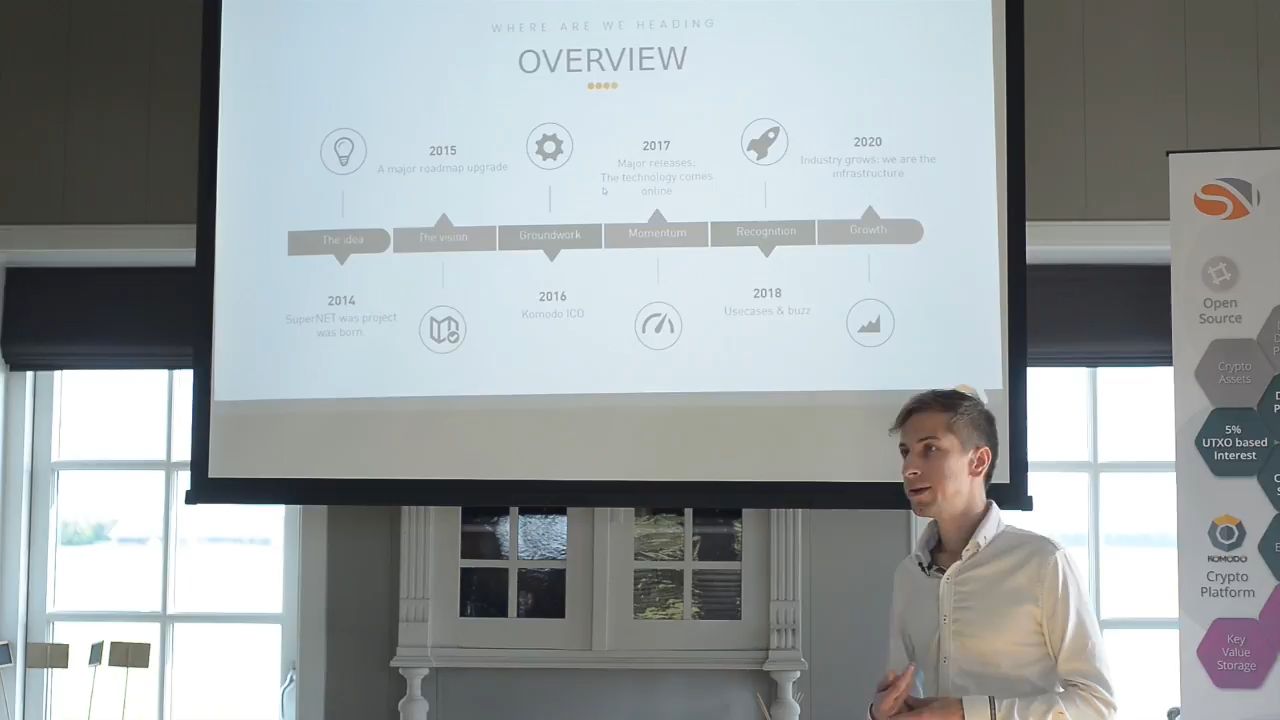 WHERE ARE WE HEADING
OVERVIEW
2015
A major roadmap upgrade
2017
Major releases;
The technology comes
online
2020
Industry grows; we are the
infrastructure
The idea
The vision
Groundwork
Momentum
Recognition
Growth
2014
SuperNET was project
was born.
2016
Komodo ICO
2018
Usecases & buzz
Open
Source
Crypto
Assets
5%
UTXO based
Interest
KOMODO
Crypto
Platform
Key
Value
Storage